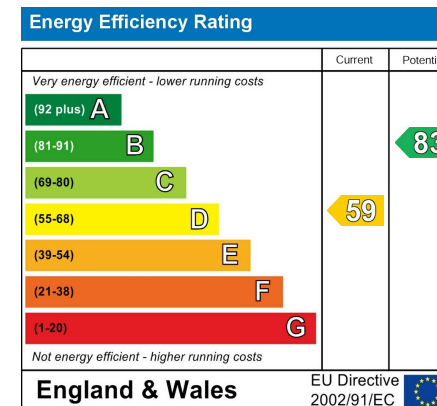 Energy Efficiency Rating
Current
Very energy efficient - lower running costs
(92 plus) A
(81-91) B
83
(69-80) C
(55-68) D
59
(39-54) E
(21-38) F
(1-20) G
Not energy efficient - higher running costs
England & Wales
EU Directive
2002/91/EC